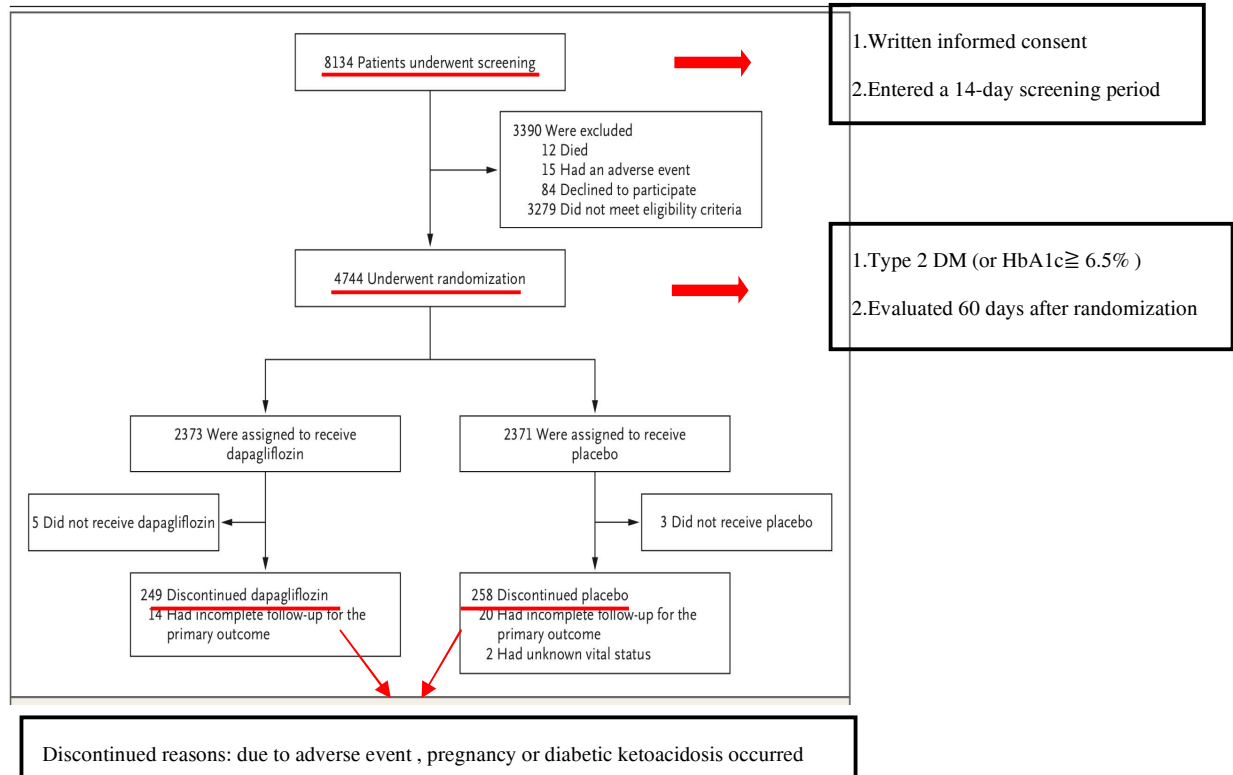 8134 Patients underwent screening
1.Written informed consent
2.Entered a 14-day screening period
3390 Were excluded
12 Died
15 Had an adverse event
84 Declined to participate
3279 Did not meet eligibility criteria
4744 Underwent randomization
1.Type 2 DM (or HbA1c≧ 6.5% )
2.Evaluated 60 days after randomization
2373 Were assigned to receive
dapagliflozin
2371 Were assigned to receive
placebo
5 Did not receive dapagliflozin
3 Did not receive placebo
249 Discontinued dapagliflozin
14 Had incomplete follow-up for the
primary outcome
258 Discontinued placebo
20 Had incomplete follow-up for the
primary outcome
2 Had unknown vital status
Discontinued reasons: due to adverse event , pregnancy or diabetic ketoacidosis occurred